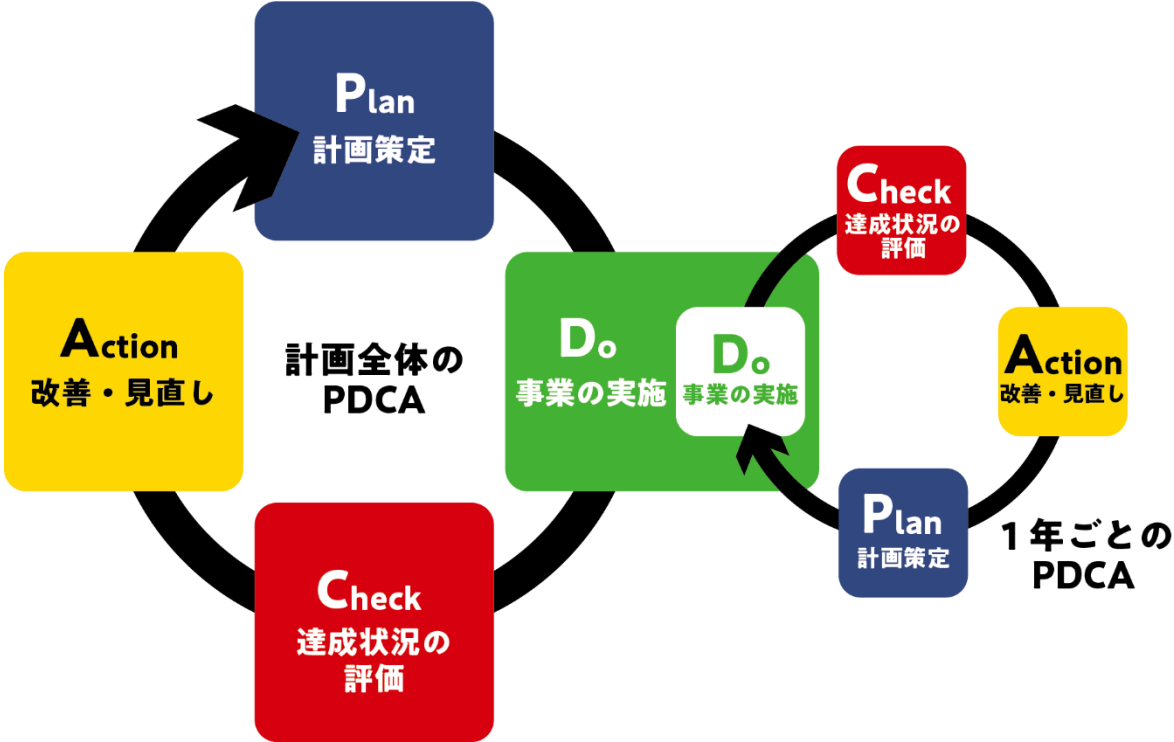 Plan
計画策定
Action
改善・見直し
計画全体の
PDCA
Do
事業の実施
Check
達成状況の
評価
Do
事業の実施
Check
達成状況の
評価
Action
改善・見直し
Plan
計画策定
1年ごとの
PDCA